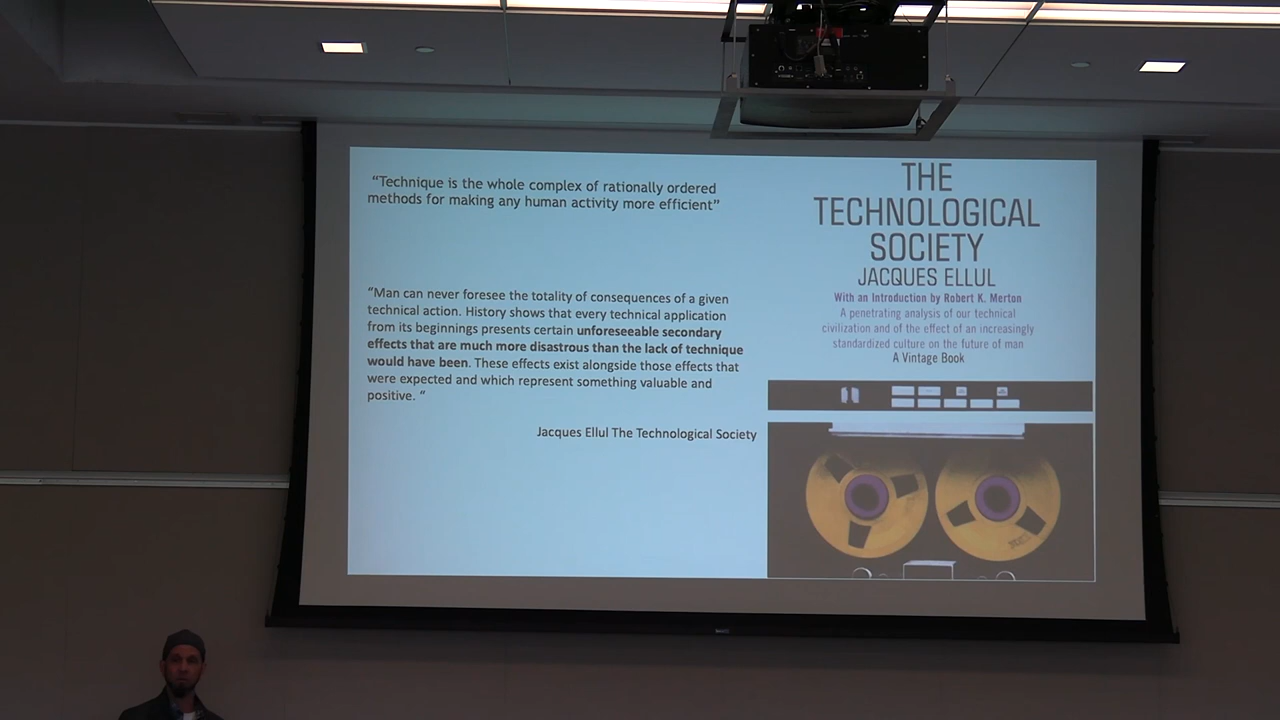 “Technique is the whole complex of rationally ordered
methods for making any human activity more efficient”
“Man can never foresee the totality of consequences of a given
technical action. History shows that every technical application
from its beginnings presents certain unforeseeable secondary
effects that are much more disastrous than the lack of technique
would have been. These effects exist alongside those effects that
were expected and which represent something valuable and
positive. “
Jacques Ellul The Technological Society
THE
TECHNOLOGICAL
SOCIETY
JACQUES ELLUL
With an Introduction by Robert K. Merton
A penetrating analysis of our technical
civilization and of the effect of an increasingly
standardized culture on the future of man
A Vintage Book